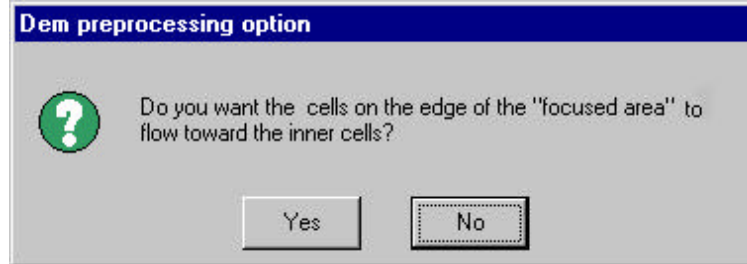 Dem preprocessing option
Do you want the cells on the edge of the "focused area" to
flow toward the inner cells?
Yes
No